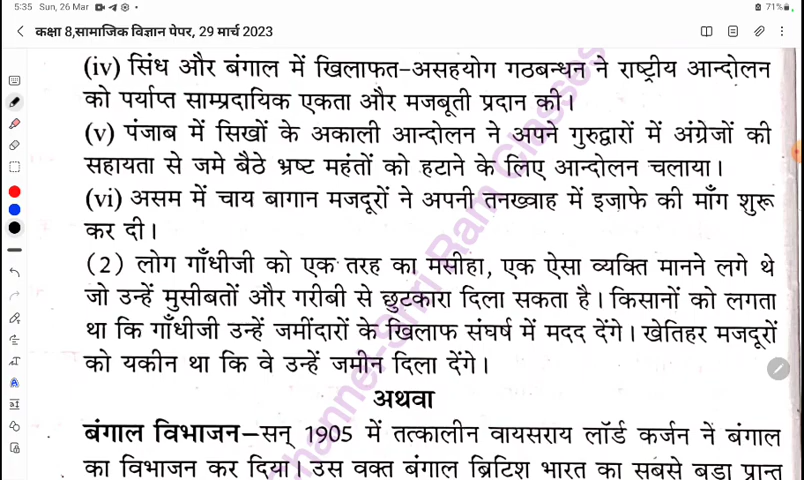 5:35 Sun, 26 Mar
71%
कक्षा 8,सामाजिक विज्ञान पेपर, 29 मार्च 2023
(iv) सिंध और बंगाल में खिलाफत-असहयोग गठबन्धन ने राष्ट्रीय आन्दोलन
को पर्याप्त साम्प्रदायिक एकता और मजबूती प्रदान की।
(v) पंजाब में सिखों के अकाली आन्दोलन ने अपने गुरुद्वारों में अंग्रेजों की
सहायता से जमे बैठे भ्रष्ट महंतों को हटाने के लिए आन्दोलन चलाया।
(vi) असम में चाय बागान मजदूरों ने अपनी तनख्वाह में इजाफे की माँग शुरू
कर दी।
(2) लोग गाँधीजी को एक तरह का मसीहा, एक ऐसा व्यक्ति मानने लगे थे
जो उन्हें मुसीबतों और गरीबी से छुटकारा दिला सकता है। किसानों को लगता
था कि गाँधीजी उन्हें जमींदारों के खिलाफ संघर्ष में मदद देंगे। खेतिहर मजदूरों
को यकीन था कि वे उन्हें जमीन दिला देंगे।
अथवा
बंगाल विभाजन–सन् 1905 में तत्कालीन वायसराय लॉर्ड कर्जन नें बंगाल
का विभाजन कर दिया। उस वक्त बंगाल ब्रिटिश भारत का सबसे बड़ा प्रान्त
Channel-Shri Ram Classes